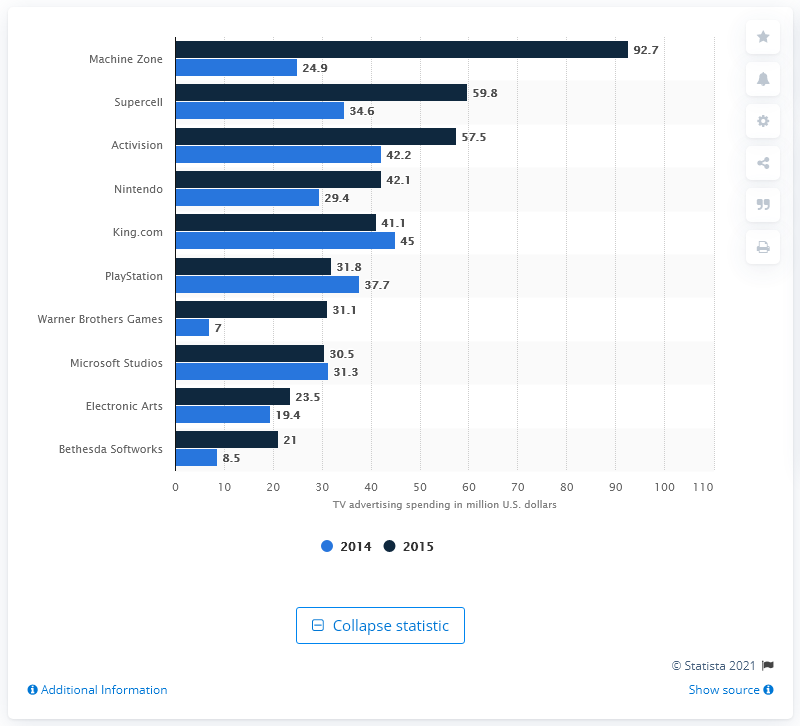 Machine Zone 92.7
24.9
Supercell 59.8
34.6
Activision 57.5
42.2
Nintendo 42.1
29.4
King.com 41.1
45
PlayStation 31.8
37.7
Warner Brothers Games 31.1
7
Microsoft Studios 30.5
31.3
Electronic Arts 23.5
19.4
Bethesda Softworks 21
8.5
0 10 20 30 40 50 60 70 80 90 100 110
TV advertising spending in million U.S. dollars
2014 2015
Collapse statistic
© Statista 2021
Additional Information Show source